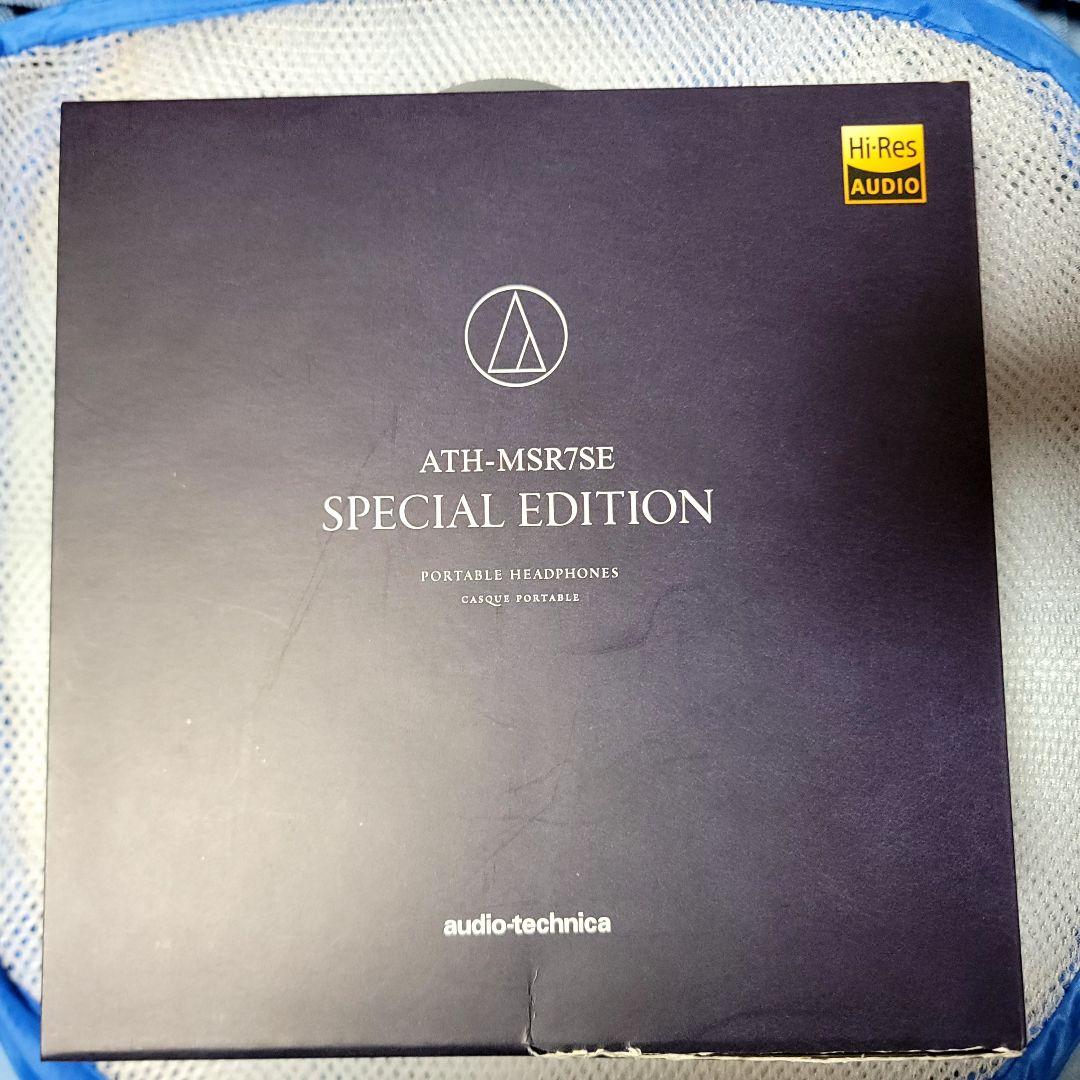 Hi-Res
AUDIO
ATH-MSR7SE
SPECIAL EDITION
PORTABLE HEADPHONES
CASQUE PORTABLE
audio-technica